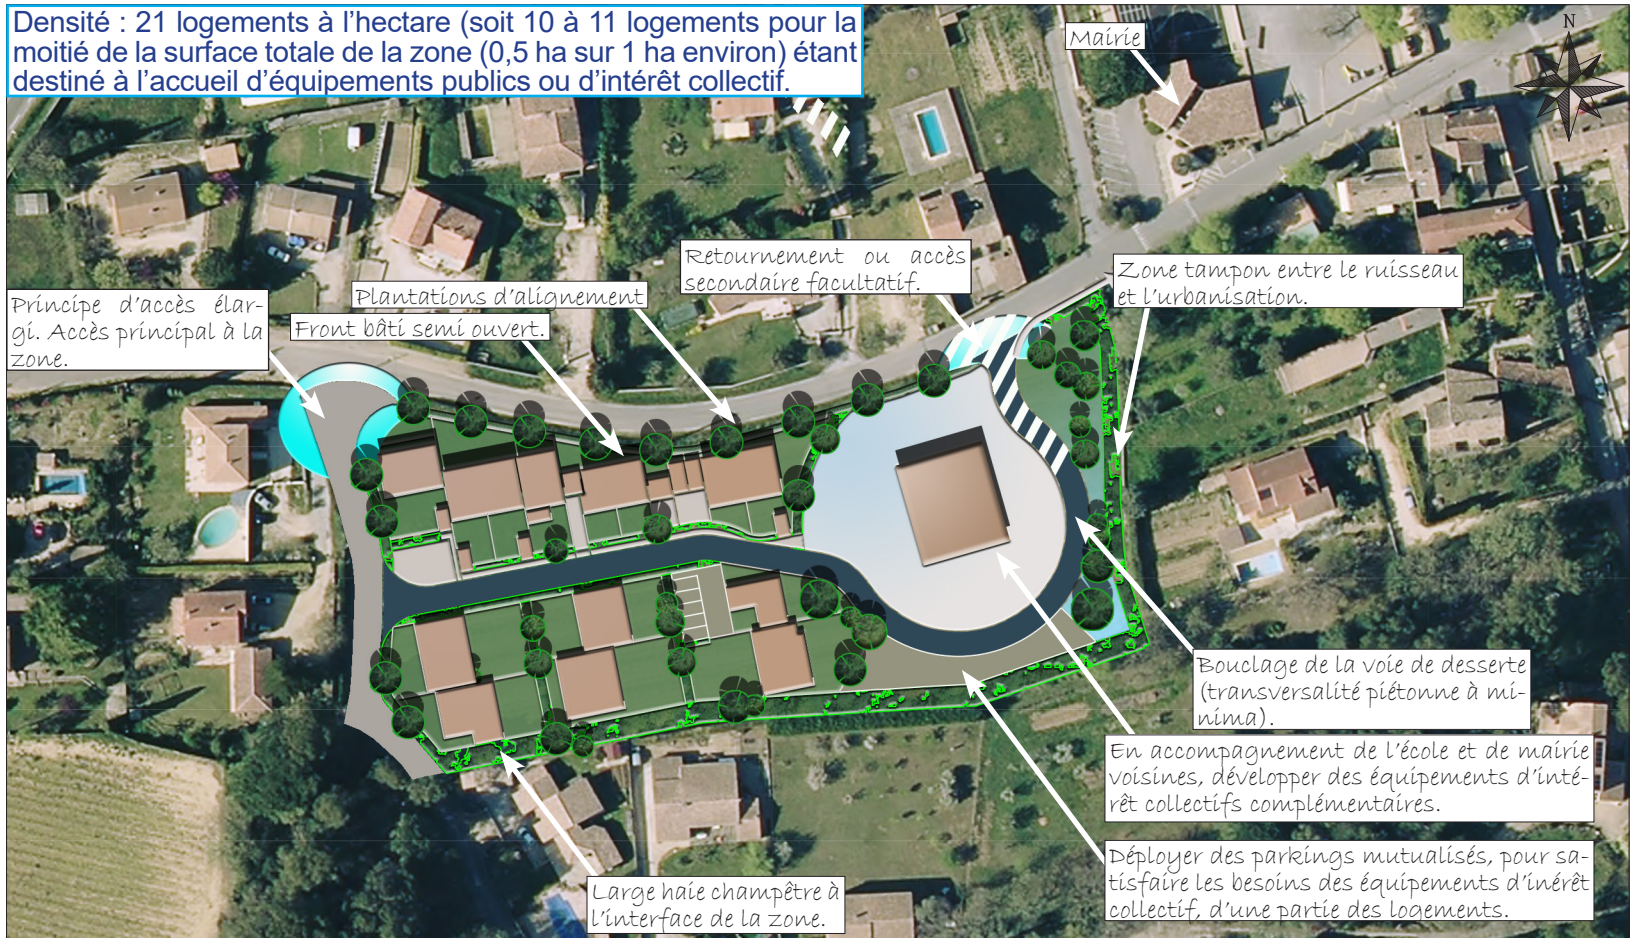 Densité : 21 logements à l'hectare (soit 10 à 11 logements pour la
moitié de la surface totale de la zone (0,5 ha sur 1 ha environ) étant
destiné à l'accueil d'équipements publics ou d'intérêt collectif.
Mairie
N
Retournement ou accès
secondaire facultatif.
Zone tampon entre le ruisseau
et l'urbanisation.
Principe d'accès élar-
gi. Accès principal à la
zone.
Plantations d'alignement
Front bâti semi ouvert.
Bouclage de la voie de desserte
(transversalité piétonne à mi-
nima).
En accompagnement de l'école et de mairie
voisines, développer des équipements d'inté-
rêt collectifs complémentaires.
Déployer des parkings mutualisés, pour sa-
tisfaire les besoins des équipements d'inérêt
collectif, d'une partie des logements.
Large haie champêtre à
l'interface de la zone.